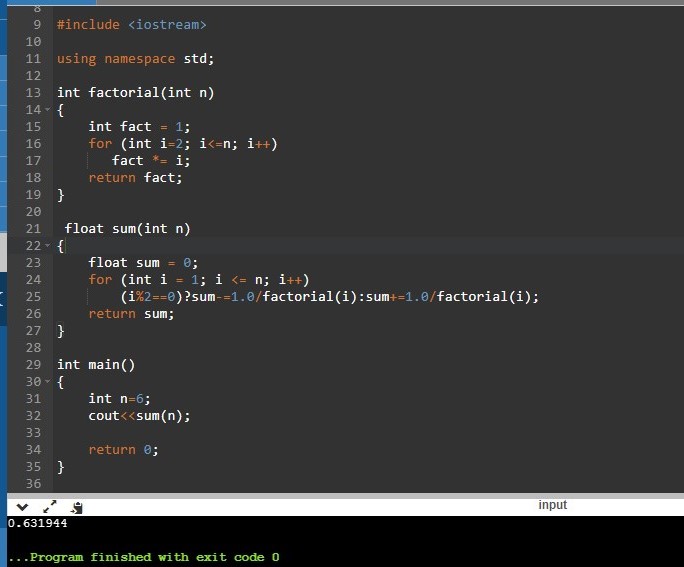 8
9 #include <iostream>
10
11 using namespace std;
12
13 int factorial(int n)
14 {
15     int fact = 1;
16     for (int i=2; i<=n; i++)
17        fact *= i;
18     return fact;
19 }
20
21  float sum(int n)
22 {
23     float sum = 0;
24     for (int i = 1; i <= n; i++)
25         (i%2==0)?sum-=1.0/factorial(i):sum+=1.0/factorial(i);
26     return sum;
27 }
28
29 int main()
30 {
31     int n=6;
32     cout<<sum(n);
33
34     return 0;
35 }
36
input
0.631944
...Program finished with exit code 0